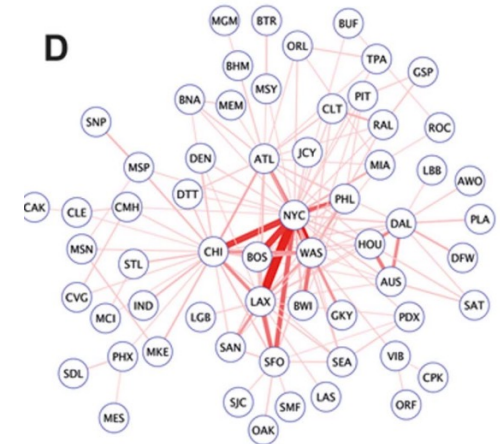 D
MGM
BTR
BUF
ORL
TPA
BHM
GSP
MSY
PIT
BNA
MEM
CLT
RAL
ROC
SNP
JCY
DEN
ATL
MIA
MSP
LBB
AWO
DTT
PHL
CAK
CLE
CMH
NYC
DAL
PLA
MSN
CHI
BOS
WAS
HOU
DFW
STL
AUS
CVG
MCI
IND
LAX
BWI
SAT
LGB
GKY
PDX
PHX
MKE
SAN
SFO
SEA
VIB
SDL
CPK
LAS
SJC
SMF
ORF
MES
OAK